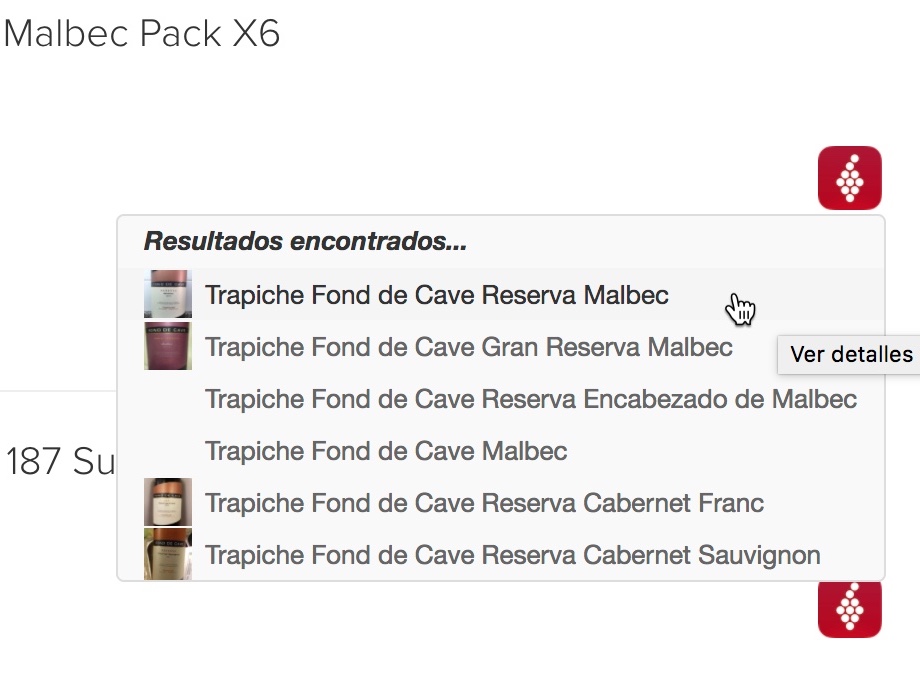 Malbec Pack X6
Resultados encontrados...
Trapiche Fond de Cave Reserva Malbec
Trapiche Fond de Cave Gran Reserva Malbec
Ver detalles
Trapiche Fond de Cave Reserva Encabezado de Malbec
Trapiche Fond de Cave Malbec
187 Su
Trapiche Fond de Cave Reserva Cabernet Franc
Trapiche Fond de Cave Reserva Cabernet Sauvignon